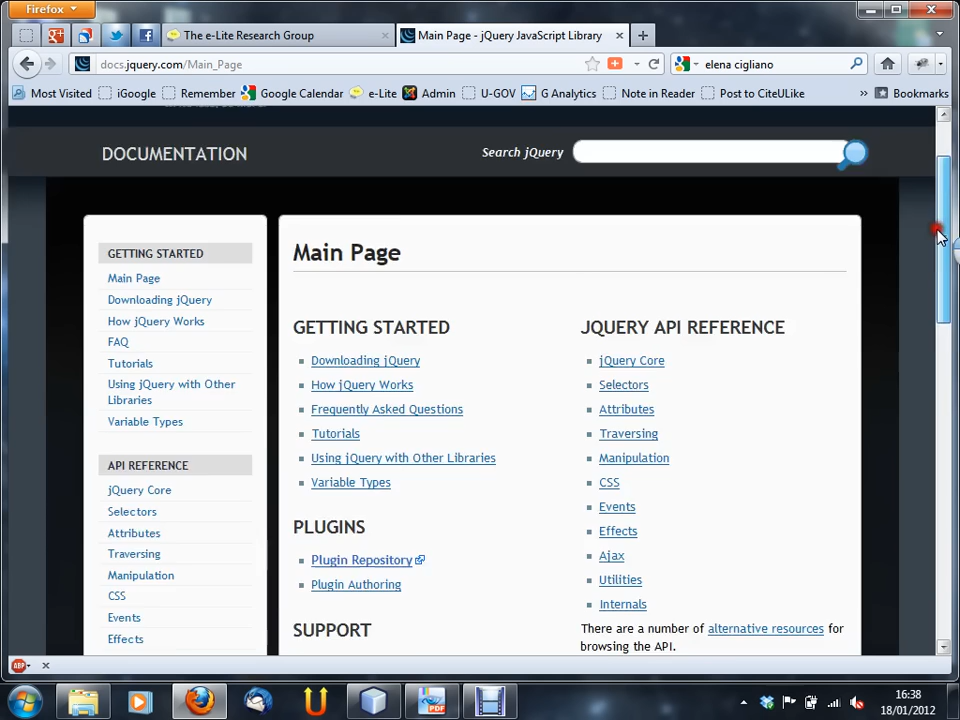 Firefox
The e-Lite Research Group
Main Page - jQuery JavaScript Library
docs.jquery.com/Main_Page
elena cigliano
Most Visited
iGoogle
Remember
Google Calendar
e-Lite
Admin
U-GOV
G Analytics
Note in Reader
Post to CiteULike
Bookmarks
DOCUMENTATION
Search jQuery
GETTING STARTED
Main Page
Downloading jQuery
How jQuery Works
FAQ
Tutorials
Using jQuery with Other
Libraries
Variable Types
API REFERENCE
jQuery Core
Selectors
Attributes
Traversing
Manipulation
CSS
Events
Effects
Main Page
GETTING STARTED
Downloading jQuery
How jQuery Works
Frequently Asked Questions
Tutorials
Using jQuery with Other Libraries
Variable Types
PLUGINS
Plugin Repository
Plugin Authoring
SUPPORT
JQUERY API REFERENCE
jQuery Core
Selectors
Attributes
Traversing
Manipulation
CSS
Events
Effects
Ajax
Utilities
Internals
There are a number of alternative resources for
browsing the API.
ABP
PDF
16:38
18/01/2012